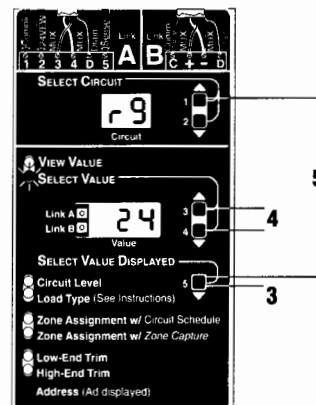 Link A B Link
1 2 3 4 D 5 C + - D
SELECT CIRCUIT
r9
1
2
Circuit
VIEW VALUE
SELECT VALUE
Link A
Link B
24
3
4
Value
4
SELECT VALUE DISPLAYED
5
3
Circuit Level
Load Type (See Instructions)
Zone Assignment w/ Circuit Schedule
Zone Assignment w/ Zone Capture
Low-End Trim
High-End Trim
Address (Ad displayed)